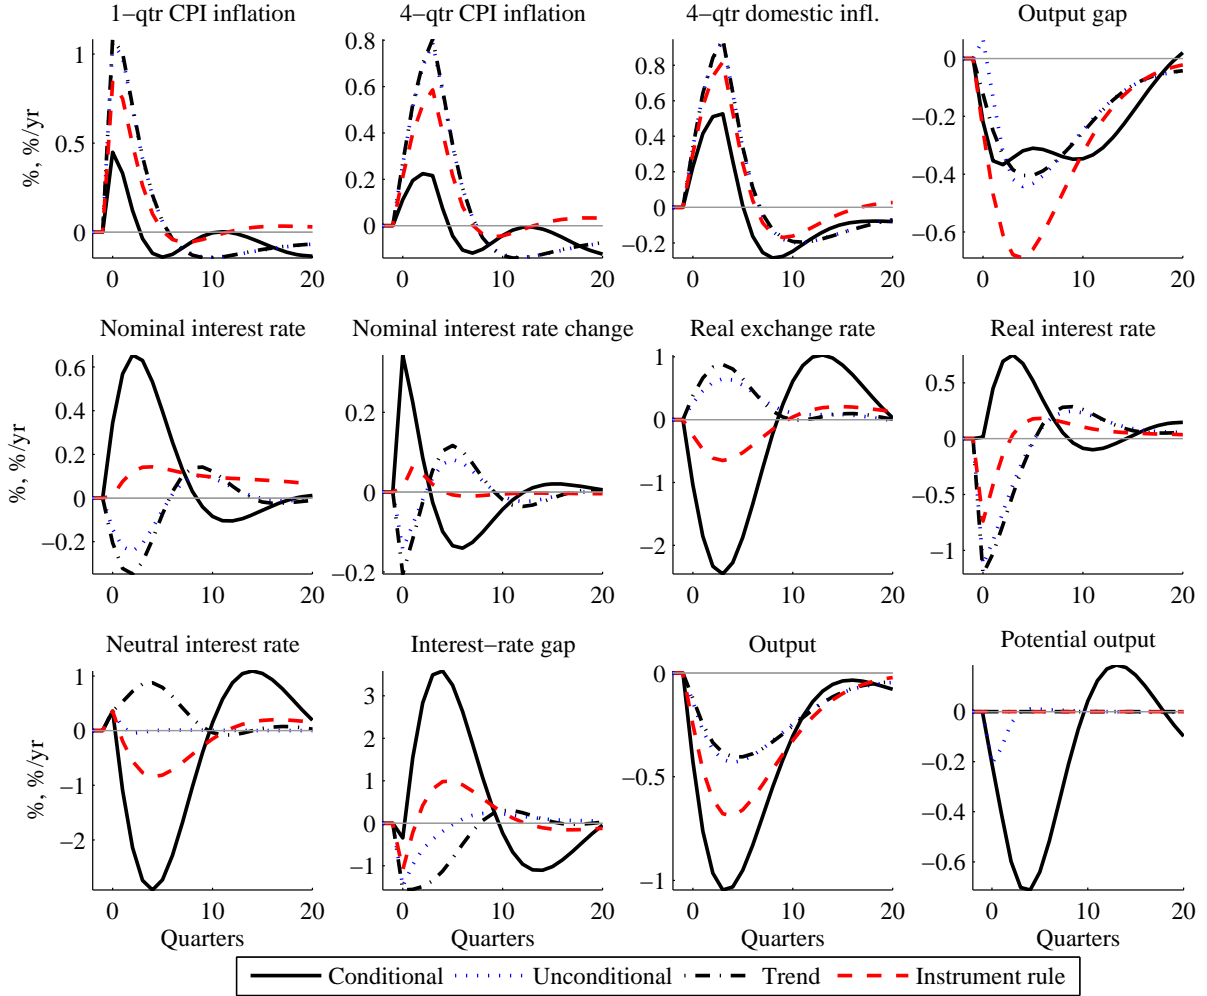 1−qtr CPI inflation 4−qtr CPI inflation 4−qtr domestic infl. Output gap
%, %/yr
1
0.5
0
0 10 20
0.8
0.6
0.4
0.2
0
0 10 20
0.8
0.6
0.4
0.2
0
−0.2
0 10 20
0
−0.2
−0.4
−0.6
0 10 20
Nominal interest rate Nominal interest rate change Real exchange rate Real interest rate
%, %/yr
0.6
0.4
0.2
0
−0.2
0 10 20
0.2
0
−0.2
0 10 20
1
0
−1
−2
0 10 20
0.5
0
−0.5
−1
0 10 20
Neutral interest rate Interest−rate gap Output Potential output
%, %/yr
1
0
−1
−2
0 10 20
Quarters
3
2
1
0
−1
0 10 20
Quarters
0
−0.5
−1
0 10 20
Quarters
0
−0.2
−0.4
−0.6
0 10 20
Quarters
Conditional Unconditional Trend Instrument rule